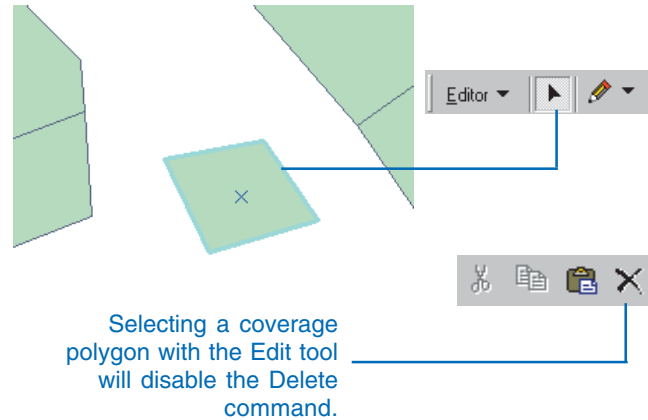 Editor
Selecting a coverage
polygon with the Edit tool
will disable the Delete
command.